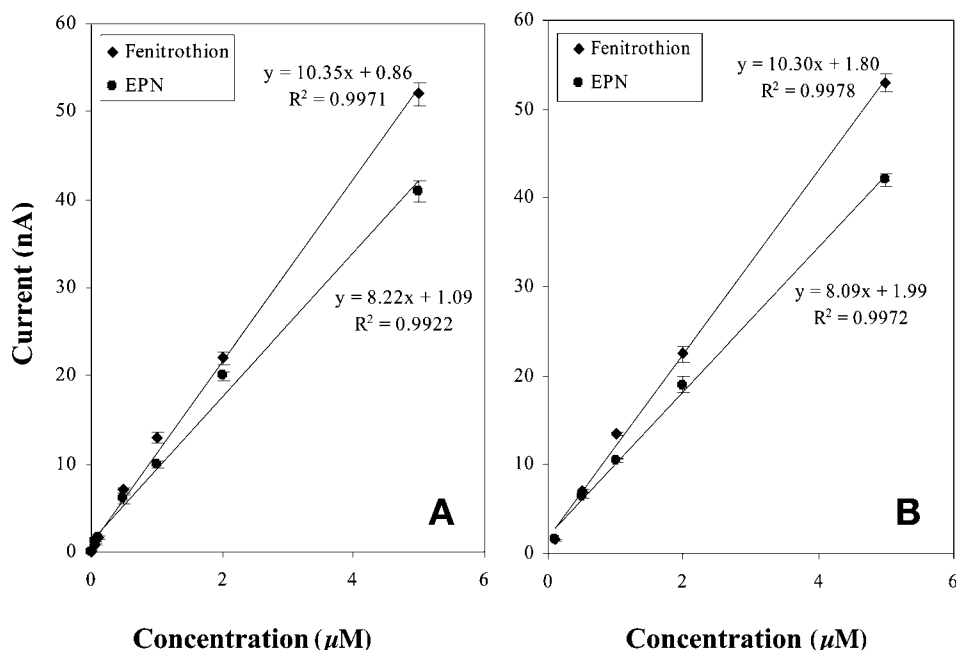 Current (nA)
60
50
40
30
20
10
0
Fenitrothion
EPN
y = 10.35x + 0.86
R² = 0.9971
y = 8.22x + 1.09
R² = 0.9922
A
0
2
4
6
Concentration (µM)
60
50
40
30
20
10
0
Fenitrothion
EPN
y = 10.30x + 1.80
R² = 0.9978
y = 8.09x + 1.99
R² = 0.9972
B
0
2
4
6
Concentration (µM)